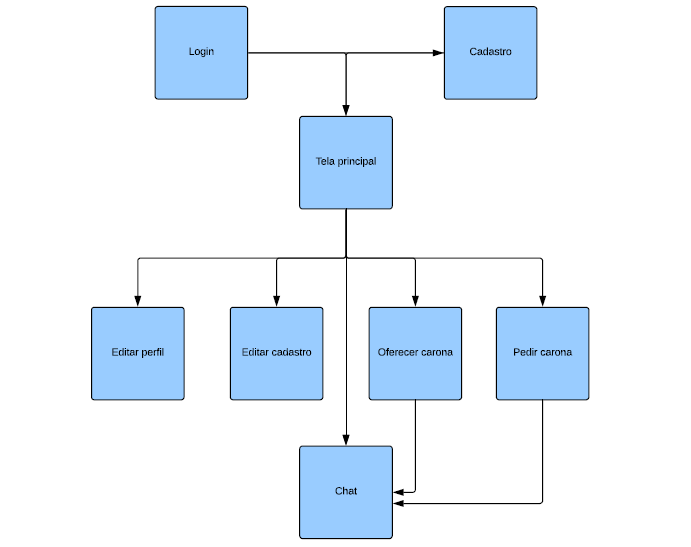 Login
Cadastro
Tela principal
Editar perfil
Editar cadastro
Oferecer carona
Pedir carona
Chat